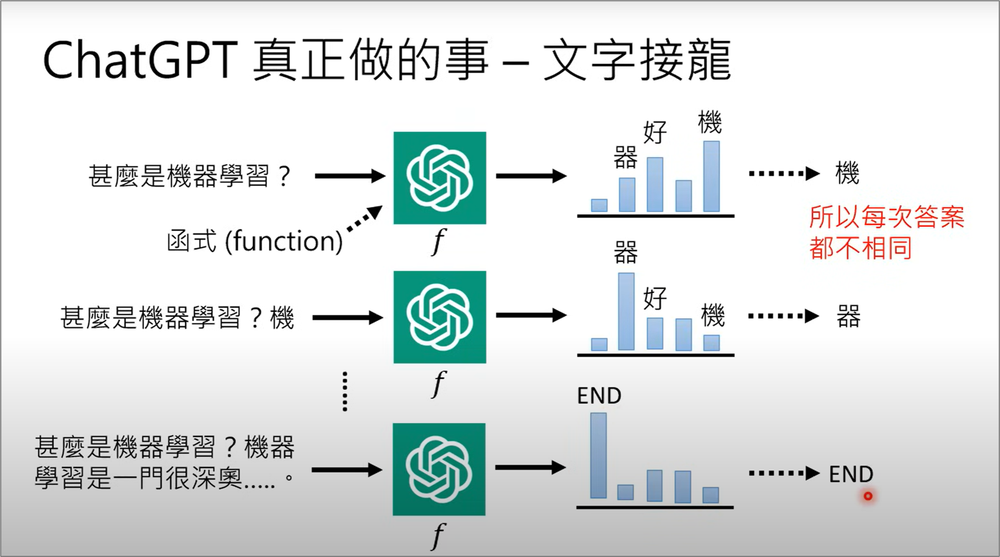 ChatGPT 真正做的事 – 文字接龍
甚麼是機器學習？
函式 (function)
f
器
好
機
機
所以每次答案
都不相同
甚麼是機器學習？機
f
器
好
機
器
甚麼是機器學習？機器
學習是一門很深奧.....。
f
END
END